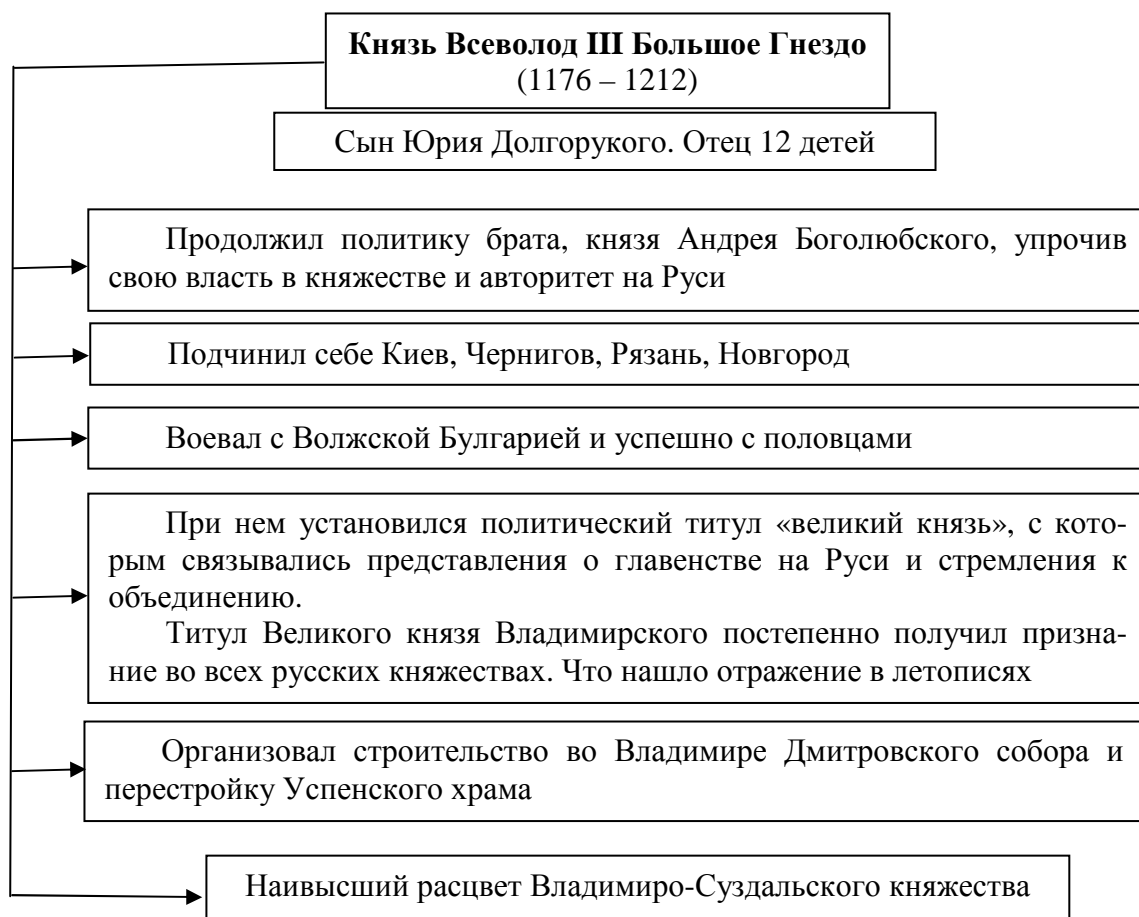 Князь Всеволод III Большое Гнездо
(1176 – 1212)
Сын Юрия Долгорукого. Отец 12 детей
Продолжил политику брата, князя Андрея Боголюбского, упрочив
свою власть в княжестве и авторитет на Руси
Подчинил себе Киев, Чернигов, Рязань, Новгород
Воевал с Волжской Булгарией и успешно с половцами
При нем установился политический титул «великий князь», с кото-
рым связывались представления о главенстве на Руси и стремления к
объединению.
Титул Великого князя Владимирского постепенно получил призна-
ние во всех русских княжествах. Что нашло отражение в летописях
Организовал строительство во Владимире Дмитровского собора и
перестройку Успенского храма
Наивысший расцвет Владимиро-Суздальского княжества